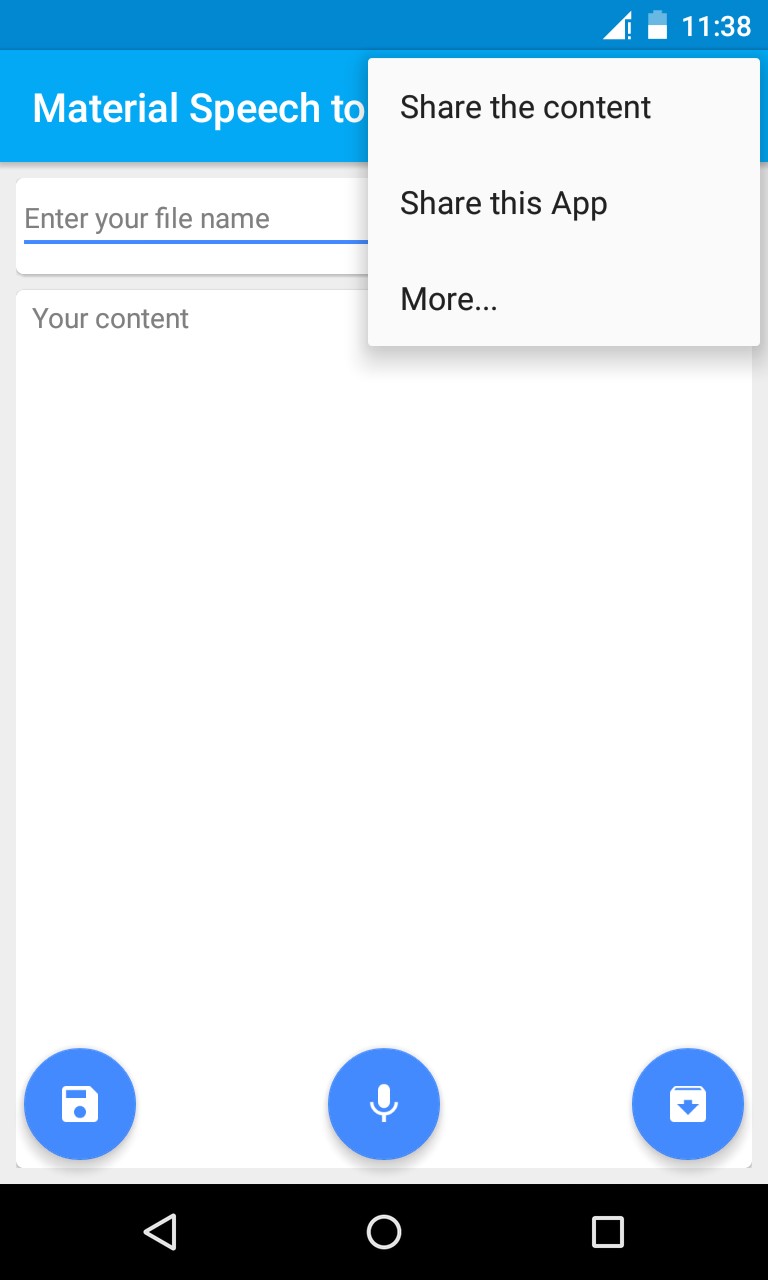 11:38
Material Speech to
Share the content
Share this App
More...
Enter your file name
Your content